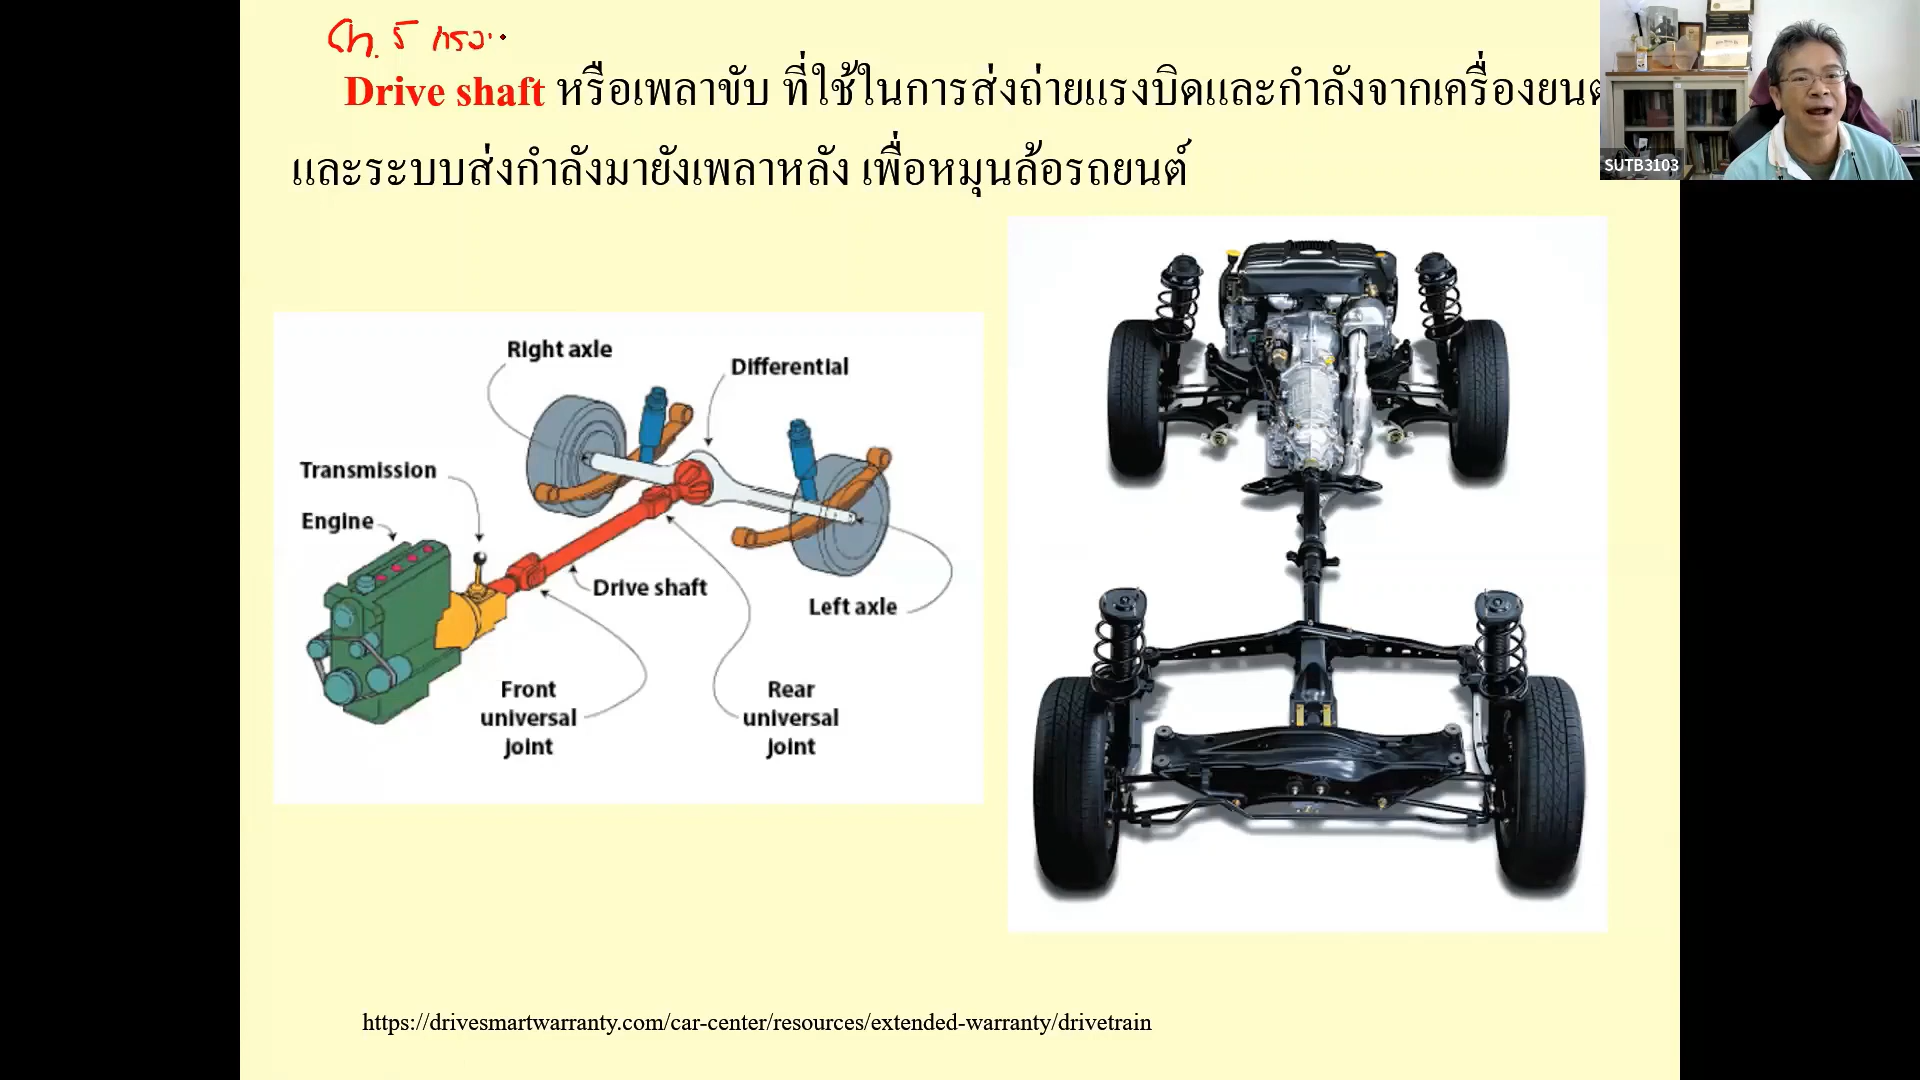 Ch. 5
Drive shaft หรือเพลาขับ ที่ใช้ในการส่งถ่ายแรงบิดและกำลังจากเครื่องยนต
และระบบส่งกำลังมายังเพลาหลัง เพื่อหมุนล้อรถยนต์
SUTB3103
Right axle
Differential
Transmission
Engine
Drive shaft
Left axle
Front
universal
joint
Rear
universal
joint
https://drivesmartwarranty.com/car-center/resources/extended-warranty/drivetrain